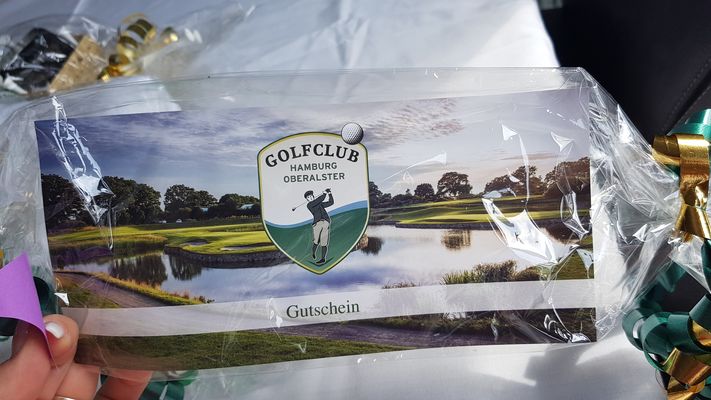 GOLFCLUB
HAMBURG
OBERALSTER
Gutschein